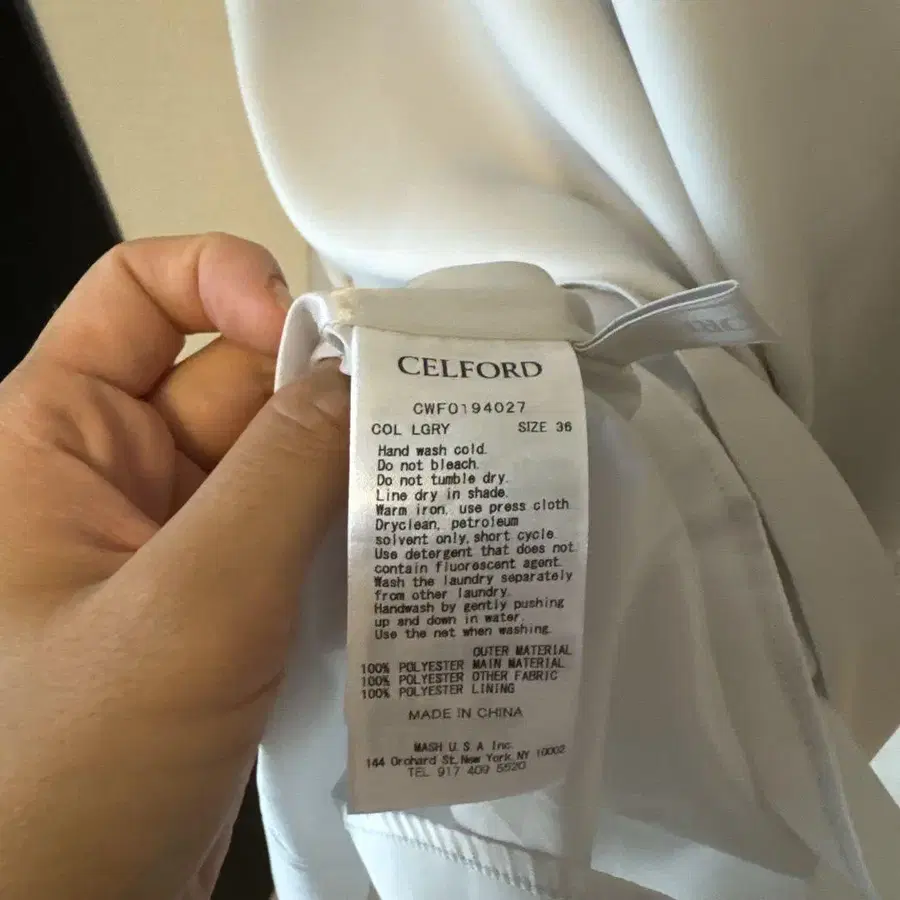 CELFORD
CWF0194027
COL LGRY SIZE 36
Hand wash cold.
Do not bleach.
Do not tumble dry.
Line dry in shade.
Warm iron, use press cloth
Dryclean, petroleum
solvent only, short cycle.
Use detergent that does not
contain fluorescent agent.
Wash the laundry separately
from other laundry.
Handwash by gently pushing
up and down in water.
Use the net when washing.
OUTER MATERIAL
100% POLYESTER MAIN MATERIAL
100% POLYESTER OTHER FABRIC
100% POLYESTER LINING
MADE IN CHINA
MASH U.S.A Inc.
144 Orchard St, New York, NY 10002
TEL 917 409 5520